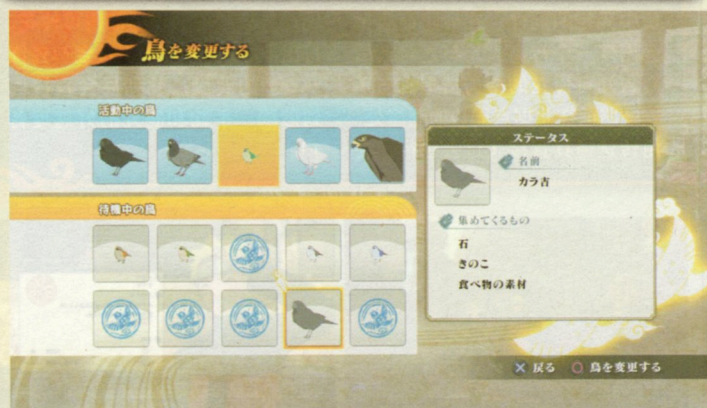 鳥を変更する
活動中の鳥
待機中の鳥
ステータス
名前
カラ吉
集めてくるもの
石
きのこ
食べ物の素材
戻る
鳥を変更する